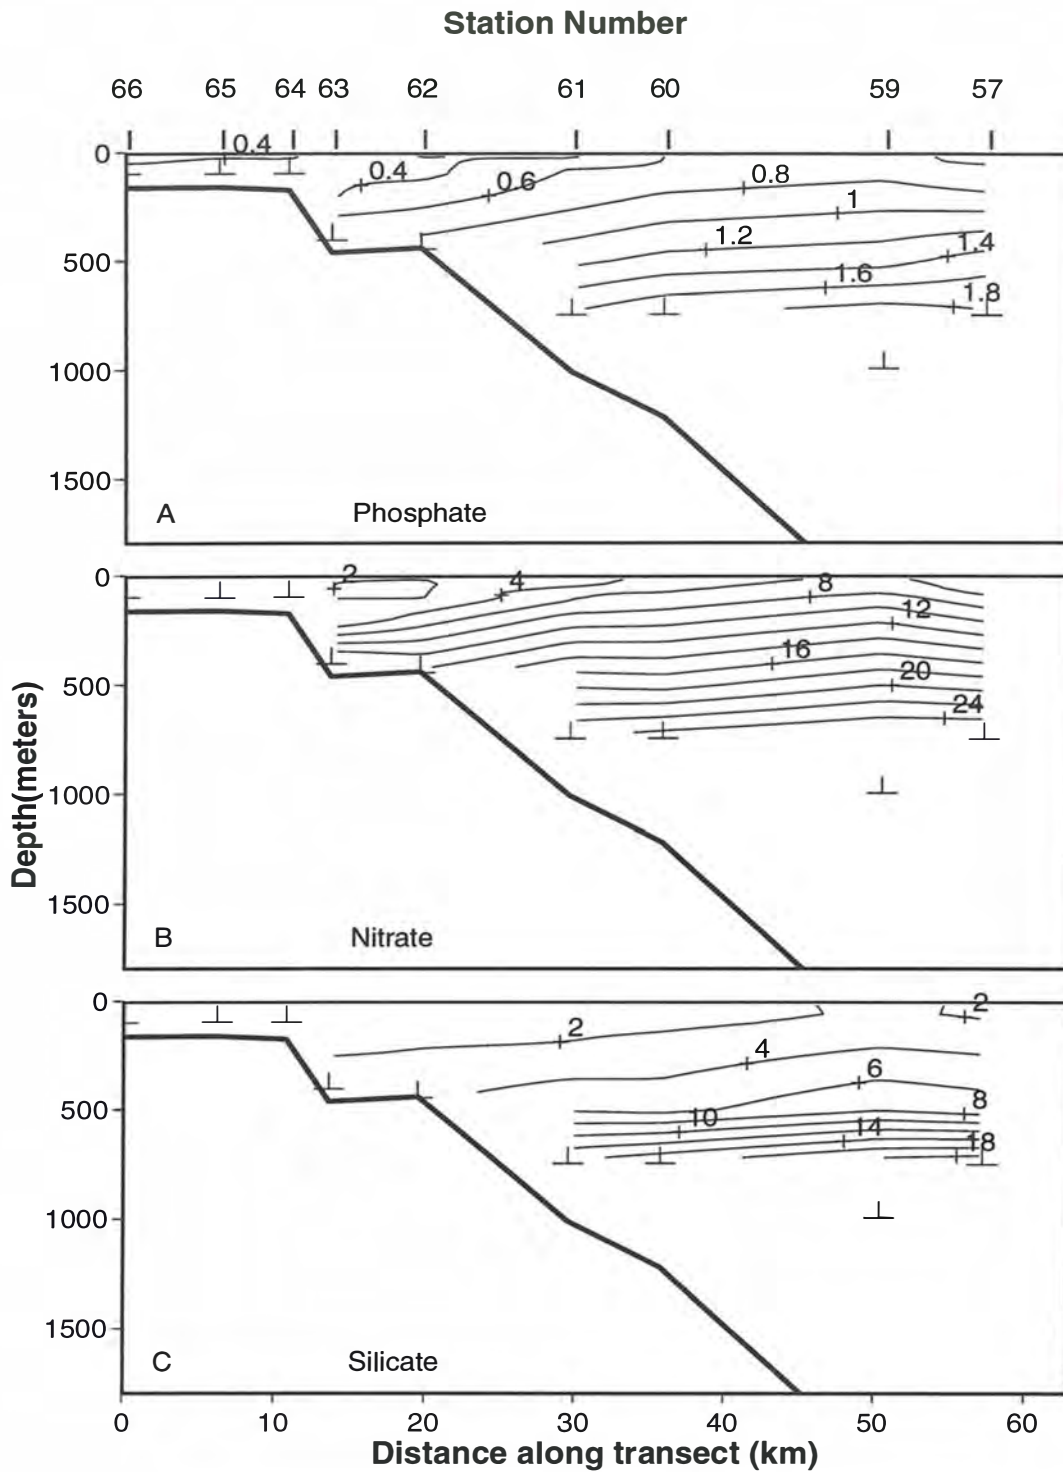 Station Number
66 65 64 63 62 61 60 59 57
0.4
0
0.4 0.6 0.8
1
1.2 1.4
500
1.6
1.8
1000
1500
A Phosphate
0
2 4 8
12
16
20
500
24
1000
1500
B Nitrate
Depth(meters)
0
2
2
4
6
8
500
10 14
18
1000
1500
C Silicate
0 10 20 30 40 50 60
Distance along transect (km)